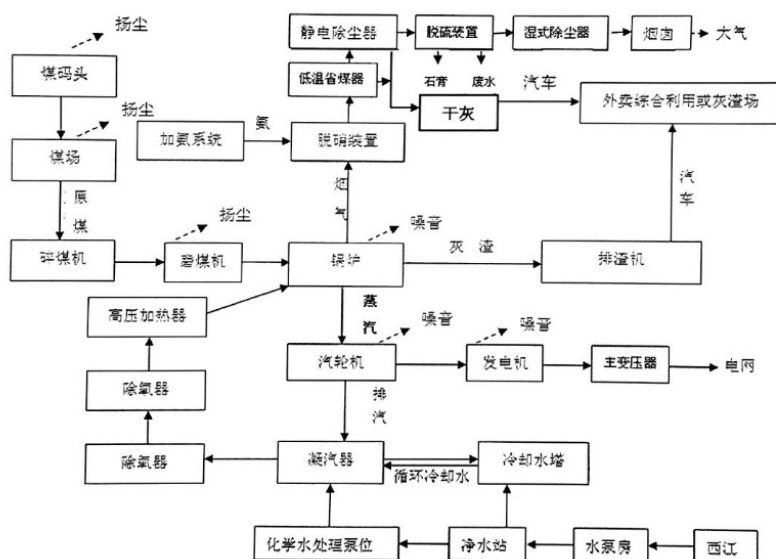 扬尘
静电除尘器
脱硫装置
湿式除尘器
烟囱
大气
煤码头
低温省煤器
石膏
废水
汽车
扬尘
干灰
外卖综合利用或灰渣场
加氨系统
氨
脱硝装置
煤场
原
煤
烟
气
汽
车
扬尘
噪音
碎煤机
磨煤机
锅炉
灰 渣
排渣机
高压加热器
蒸
汽
噪音
噪音
汽轮机
发电机
主变压器
电网
除氧器
排
汽
除氧器
凝汽器
循环冷却水
冷却水塔
化学水处理泵位
净水站
水泵房
西江